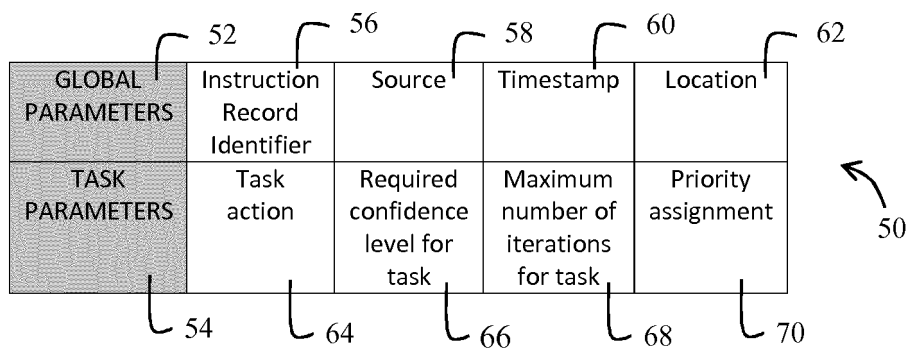 52 56 58 60 62
GLOBAL PARAMETERS Instruction Record Identifier Source Timestamp Location
TASK PARAMETERS Task action Required confidence level for task Maximum number of iterations for task Priority assignment
50
54 64 66 68 70